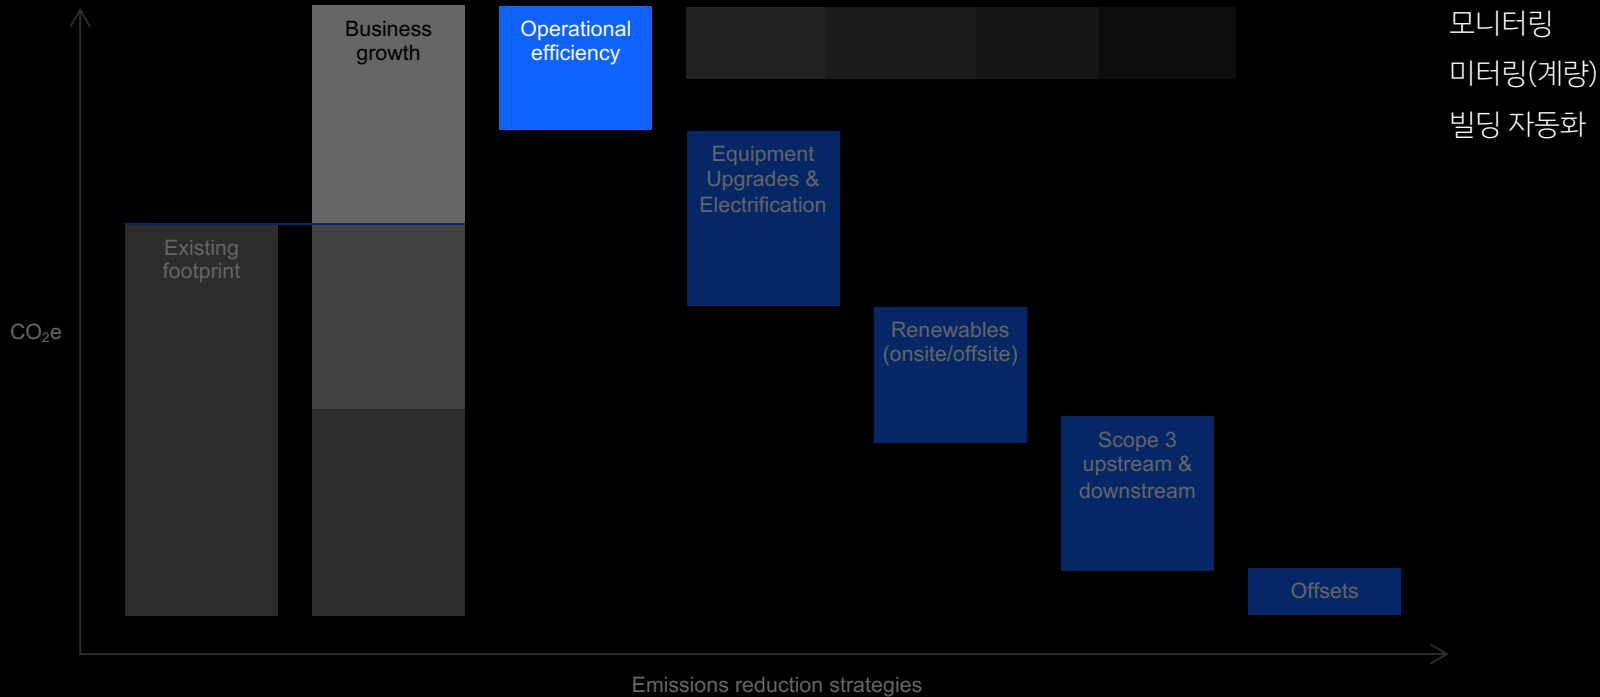 Business
growth
Operational
efficiency
모니터링
미터링(계량)
빌딩 자동화
Equipment
Upgrades &
Electrification
Existing
footprint
CO₂e
Renewables
(onsite/offsite)
Scope 3
upstream &
downstream
Offsets
Emissions reduction strategies